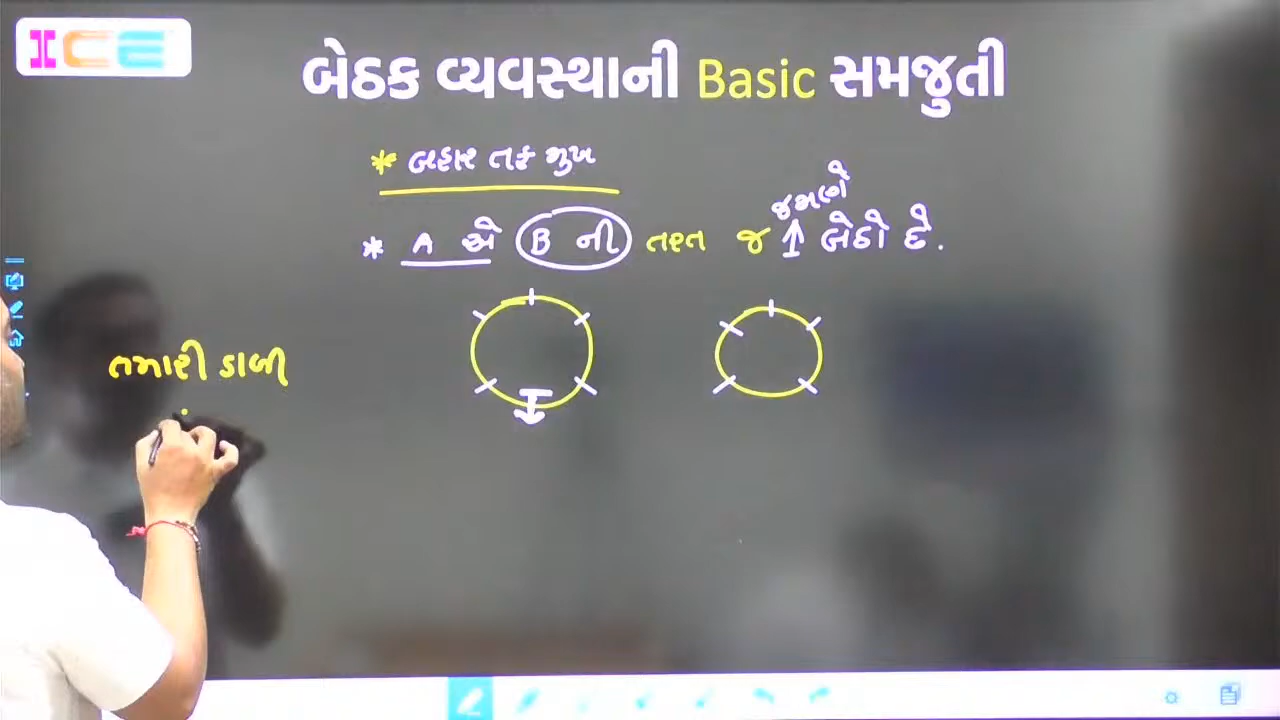 ICE
બેઠક વ્યવસ્થાની Basic સમજુતી
* બહાર તરફ મુખ
જમણે
* A એ B ની તરત જ ↑ બેઠો છે.
તમારી ડાબી